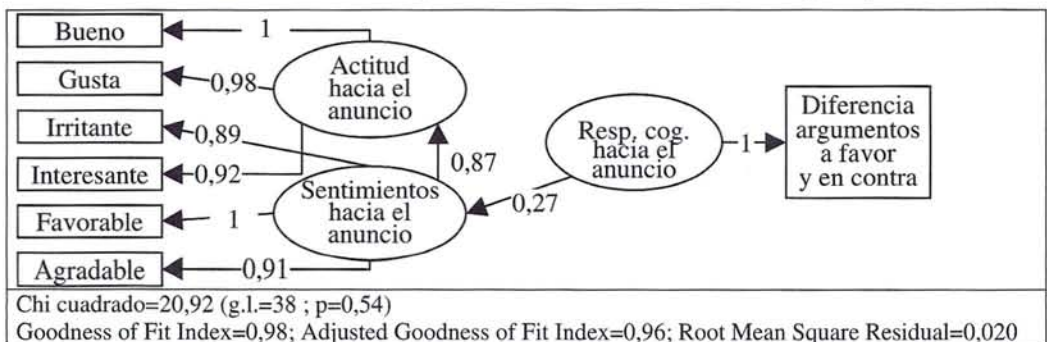 Bueno
Gusta
Irritante
Interesante
Favorable
Agradable
1
0,98
0,89
0,92
1
0,91
Actitud
hacia el
anuncio
0,87
Sentimientos
hacia el
anuncio
0,27
Resp. cog.
hacia el
anuncio
1
Diferencia
argumentos
a favor
y en contra
Chi cuadrado=20,92 (g.l.=38 ; p=0,54)
Goodness of Fit Index=0,98; Adjusted Goodness of Fit Index=0,96; Root Mean Square Residual=0,020